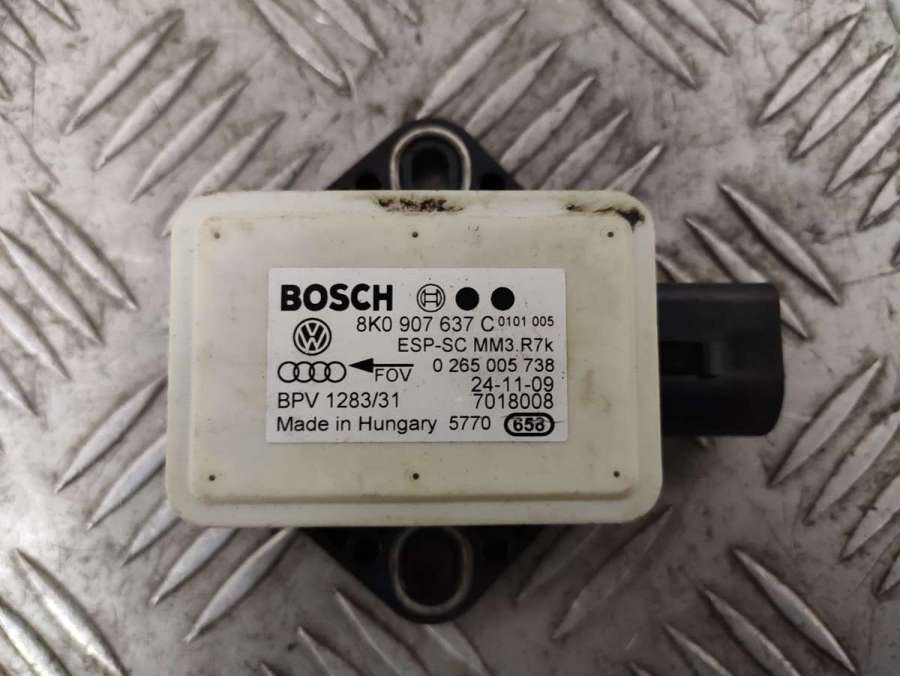 BOSCH
8K0 907 637 C 0101 005
ESP-SC MM3.R7k
FOV 0 265 005 738
24-11-09
BPV 1283/31 7018008
Made in Hungary 5770 658